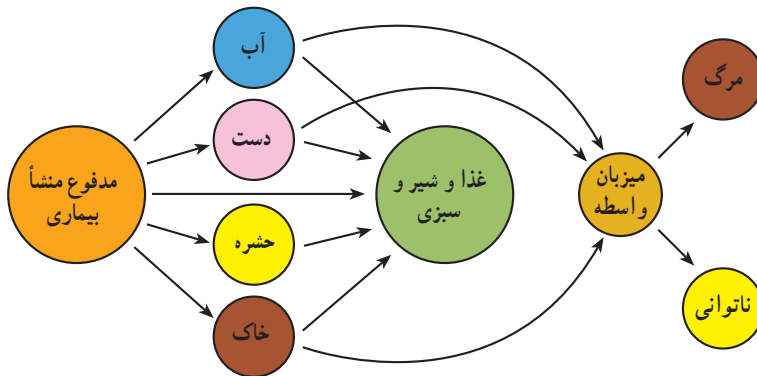 مدفوع منشأ
بیماری
آب
دست
حشره
خاک
غذا و شیر و
سبزی
میزبان
واسطه
مرگ
ناتوانی